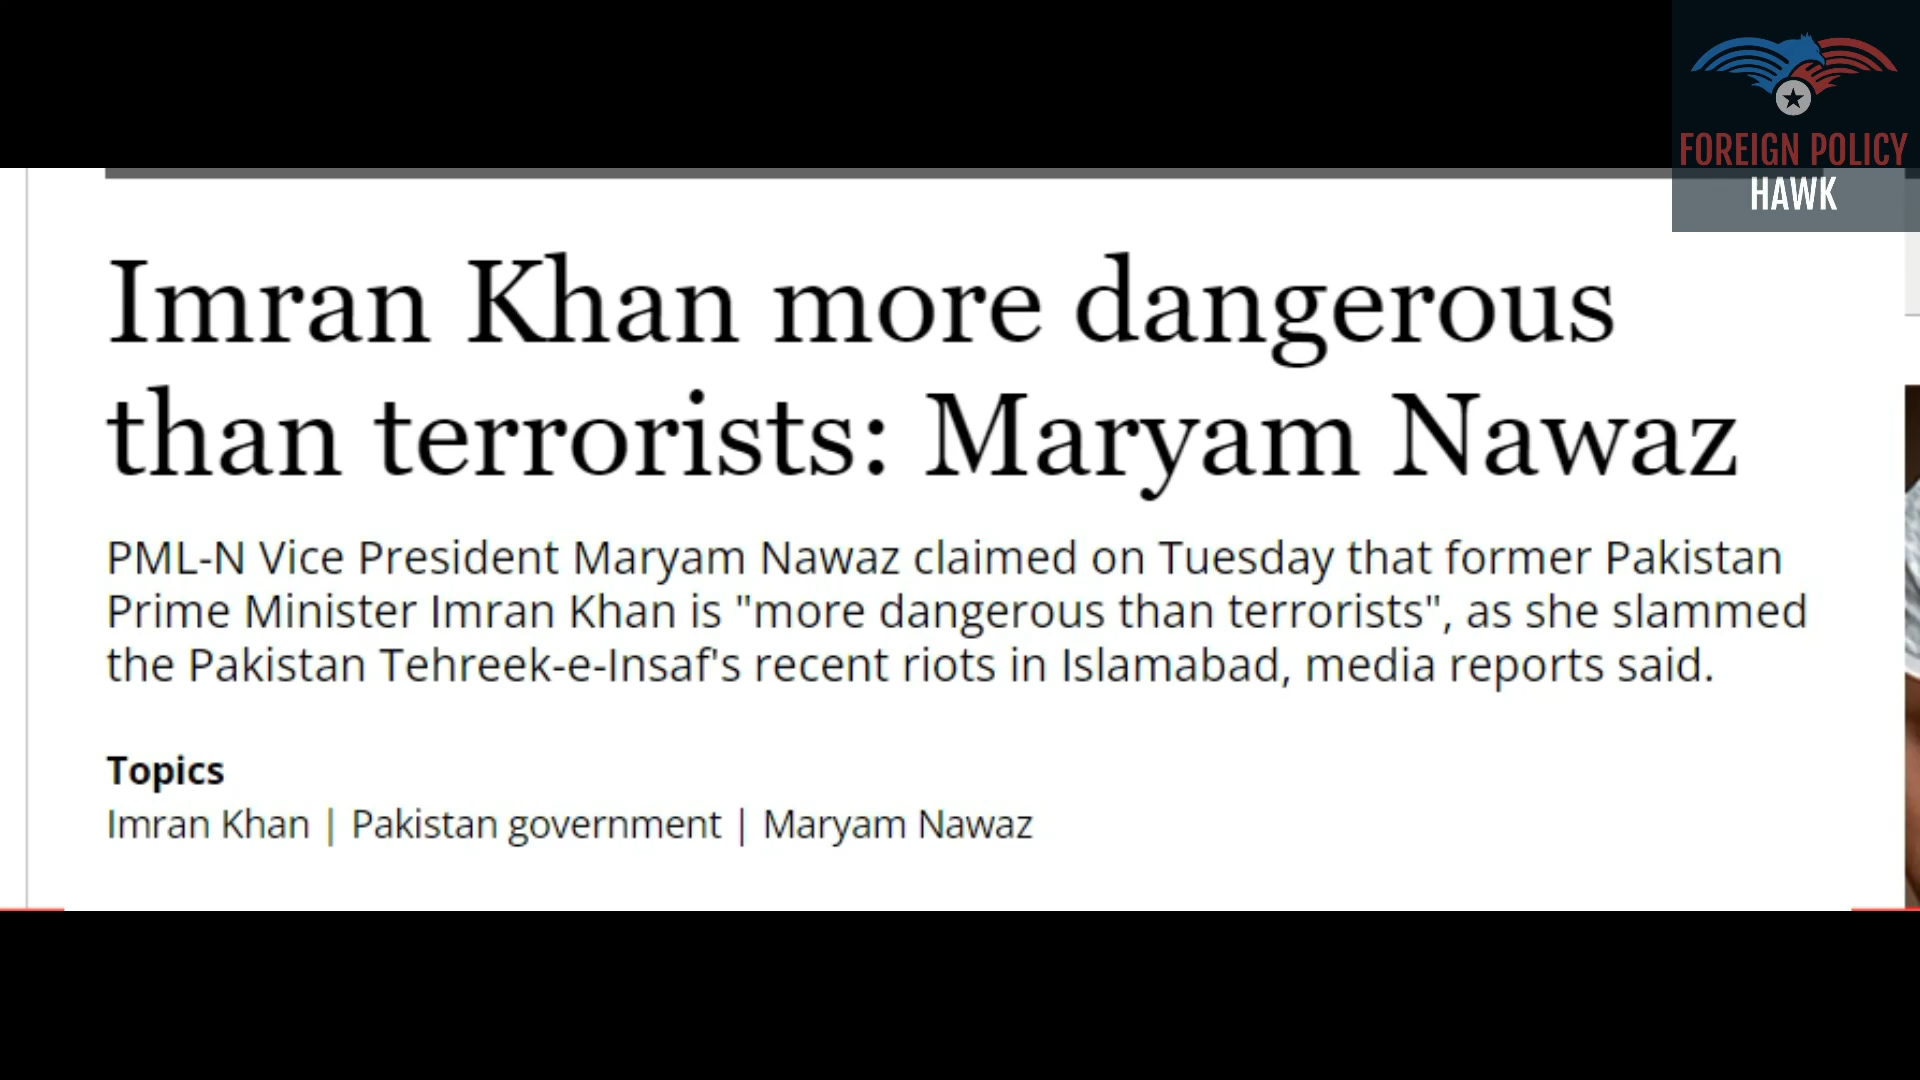 FOREIGN POLICY
HAWK
Imran Khan more dangerous
than terrorists: Maryam Nawaz
PML-N Vice President Maryam Nawaz claimed on Tuesday that former Pakistan
Prime Minister Imran Khan is "more dangerous than terrorists", as she slammed
the Pakistan Tehreek-e-Insaf's recent riots in Islamabad, media reports said.
Topics
Imran Khan | Pakistan government | Maryam Nawaz